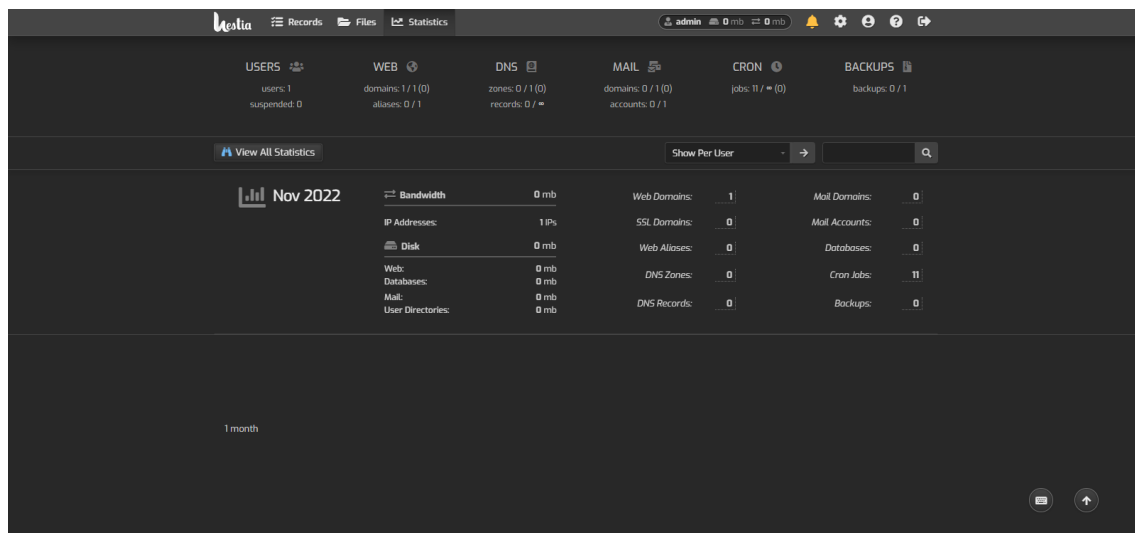 Hestia Records Files Statistics admin 0 mb 0 mb
USERS WEB DNS MAIL CRON BACKUPS
users: 1 domains: 1 / 1 (0) zones: 0 / 1 (0) domains: 0 / 1 (0) jobs: 11 / ∞ (0) backups: 0 / 1
suspended: 0 aliases: 0 / 1 records: 0 / ∞ accounts: 0 / 1
View All Statistics Show Per User
Nov 2022 Bandwidth 0 mb Web Domains: 1 Mail Domains: 0
IP Addresses: 1 IPs SSL Domains: 0 Mail Accounts: 0
Disk 0 mb Web Aliases: 0 Databases: 0
Web: 0 mb DNS Zones: 0 Cron Jobs: 11
Databases: 0 mb
Mail: 0 mb DNS Records: 0 Backups: 0
User Directories: 0 mb
1 month